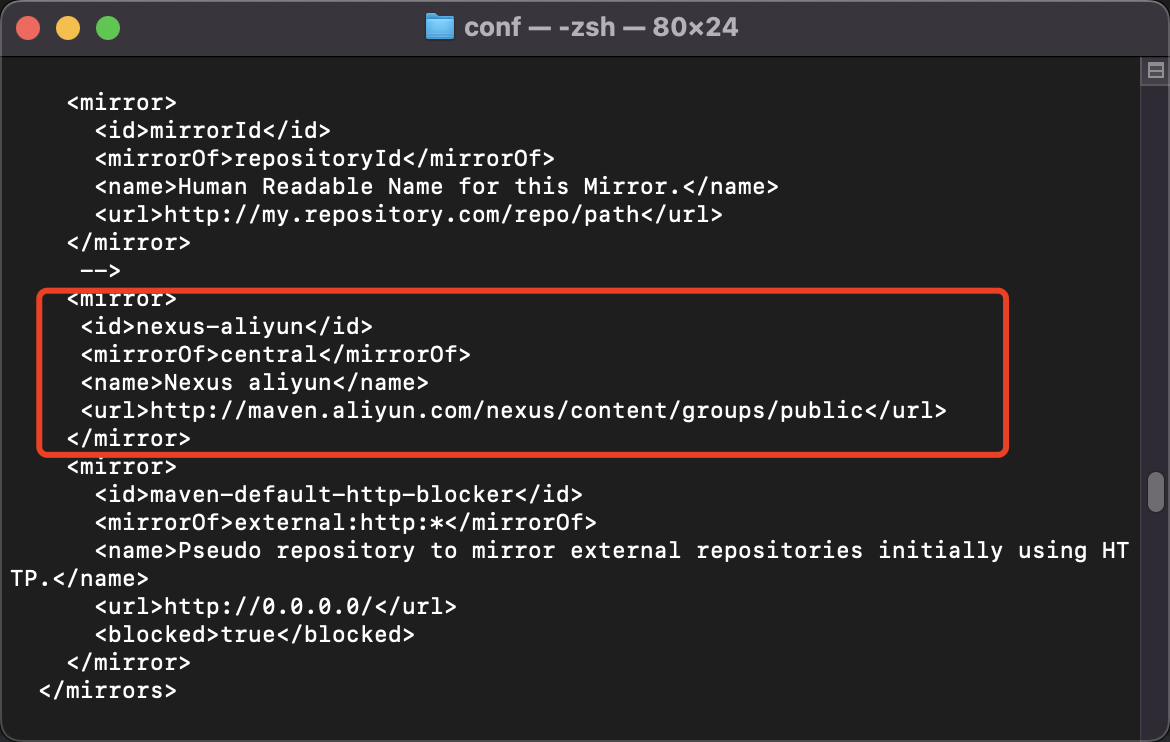 conf — -zsh — 80×24
<mirror>
<id>mirrorId</id>
<mirrorOf>repositoryId</mirrorOf>
<name>Human Readable Name for this Mirror.</name>
<url>http://my.repository.com/repo/path</url>
</mirror>
-->
<mirror>
<id>nexus-aliyun</id>
<mirrorOf>central</mirrorOf>
<name>Nexus aliyun</name>
<url>http://maven.aliyun.com/nexus/content/groups/public</url>
</mirror>
<mirror>
<id>maven-default-http-blocker</id>
<mirrorOf>external:http:*</mirrorOf>
<name>Pseudo repository to mirror external repositories initially using HT
TP.</name>
<url>http://0.0.0.0/</url>
<blocked>true</blocked>
</mirror>
</mirrors>